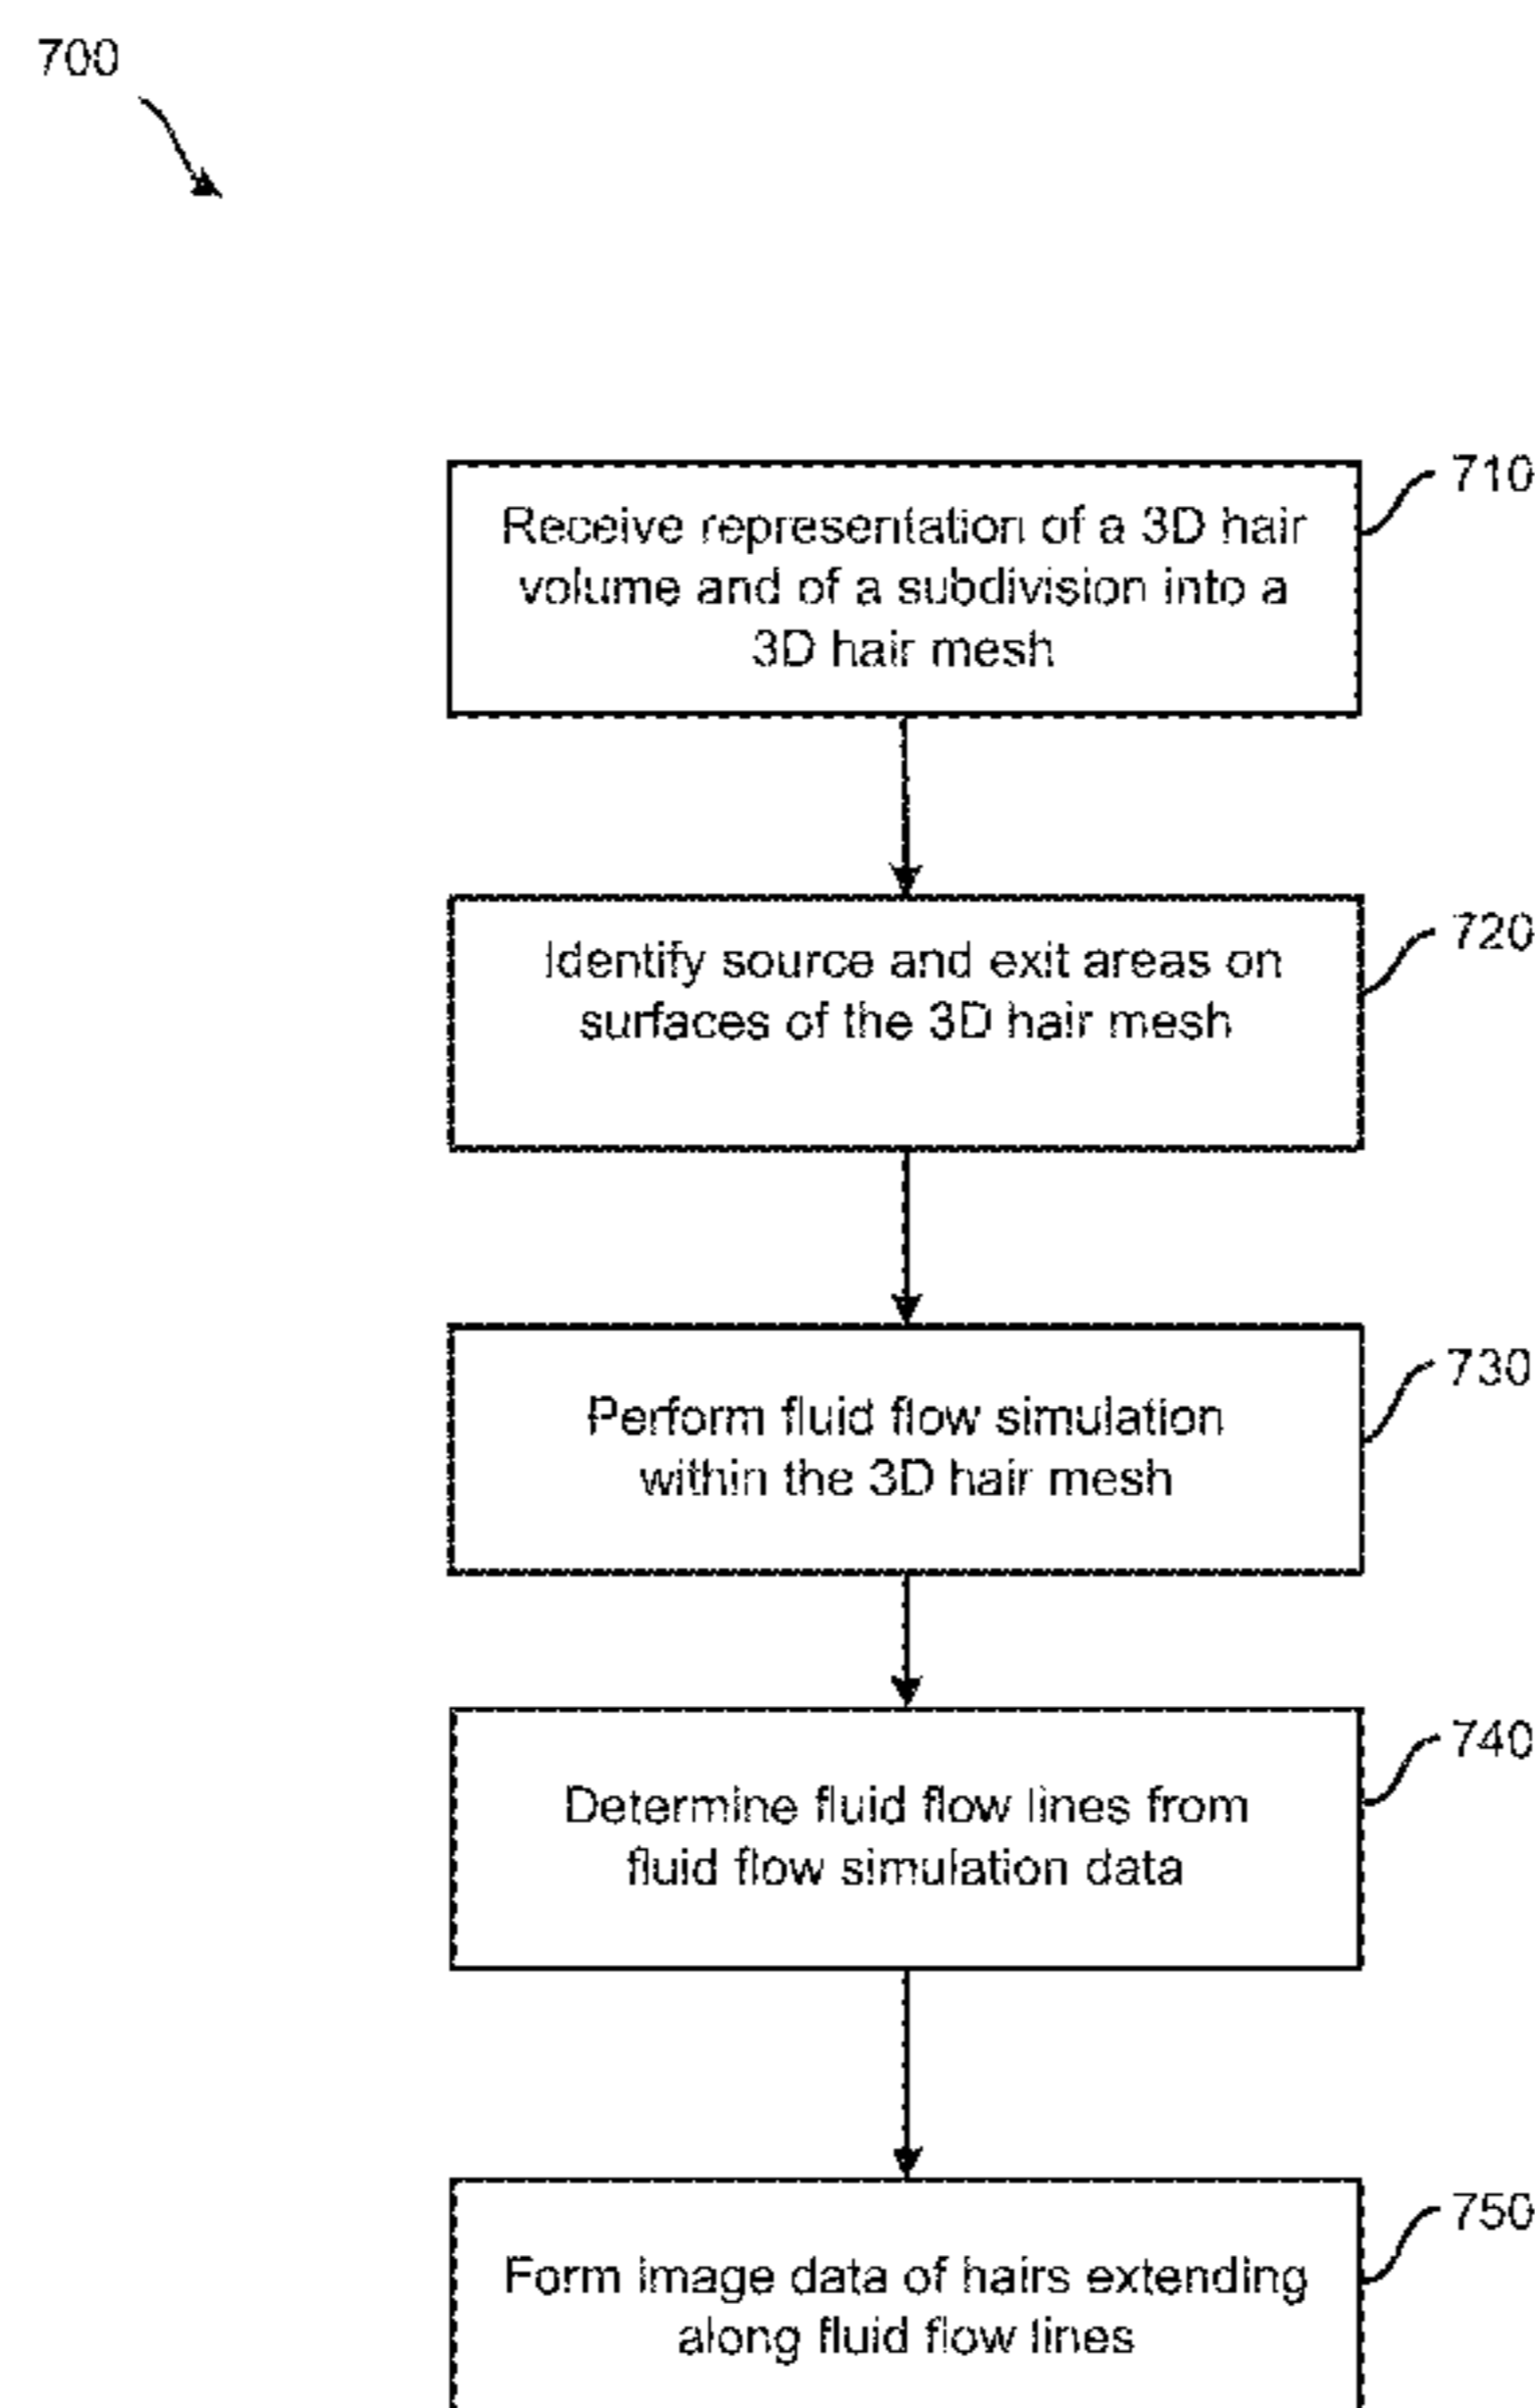 700
710
Receive representation of a 3D hair
volume and of a subdivision into a
3D hair mesh
720
Identify source and exit areas on
surfaces of the 3D hair mesh
730
Perform fluid flow simulation
within the 3D hair mesh
740
Determine fluid flow lines from
fluid flow simulation data
750
Form image data of hairs extending
along fluid flow lines